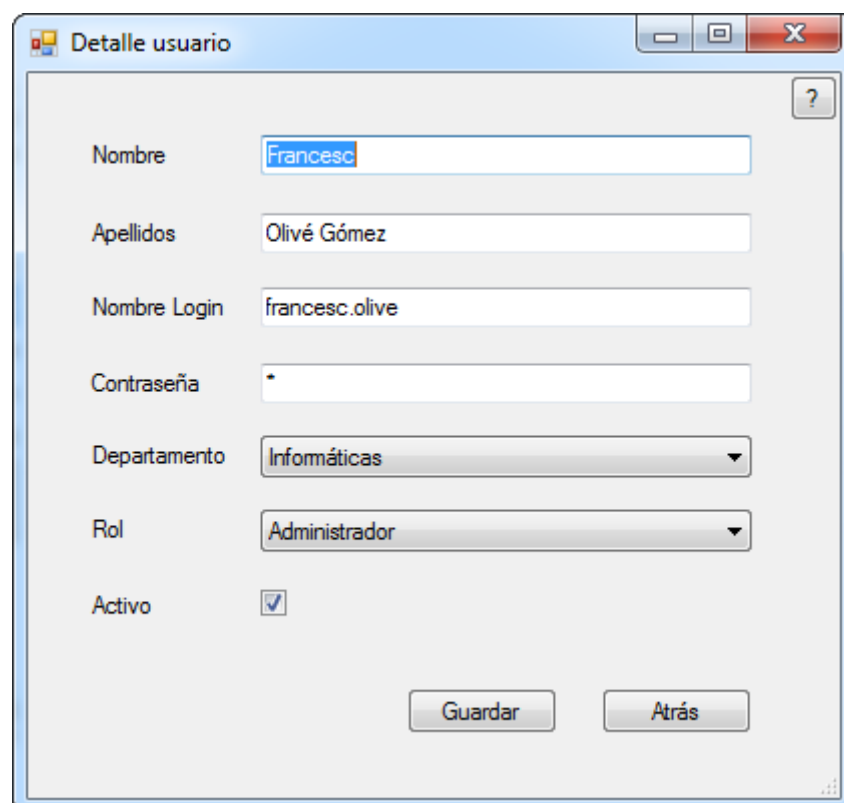 Detalle usuario
?
Nombre Francesc
Apellidos Olivé Gómez
Nombre Login francesc.olive
Contraseña *
Departamento Informáticas
Rol Administrador
Activo
Guardar Atrás